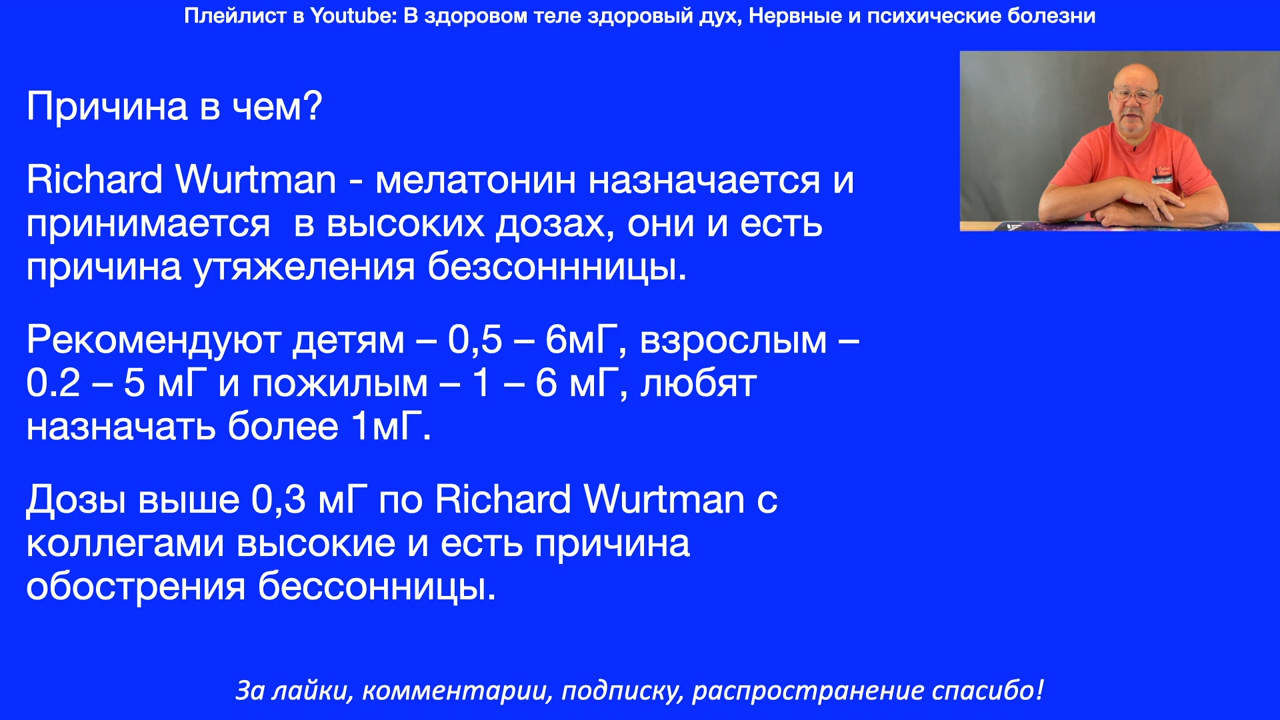 Плейлист в Youtube: В здоровом теле здоровый дух, Нервные и психические болезни
Причина в чем?
Richard Wurtman - мелатонин назначается и
принимается  в высоких дозах, они и есть
причина утяжеления безсоннницы.
Рекомендуют детям – 0,5 – 6мГ, взрослым –
0.2 – 5 мГ и пожилым – 1 – 6 мГ, любят
назначать более 1мГ.
Дозы выше 0,3 мГ по Richard Wurtman с
коллегами высокие и есть причина
обострения бессонницы.
За лайки, комментарии, подписку, распространение спасибо!